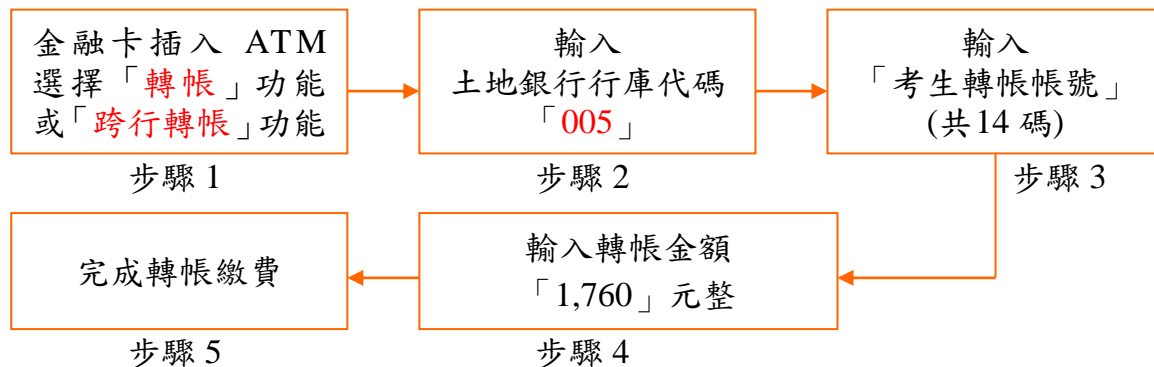 金融卡插入 ATM
選擇「轉帳」功能
或「跨行轉帳」功能
步驟 1
輸入
土地銀行行庫代碼
「005」
步驟 2
輸入
「考生轉帳帳號」
(共14 碼)
步驟 3
輸入轉帳金額
「1,760」元整
步驟 4
完成轉帳繳費
步驟 5